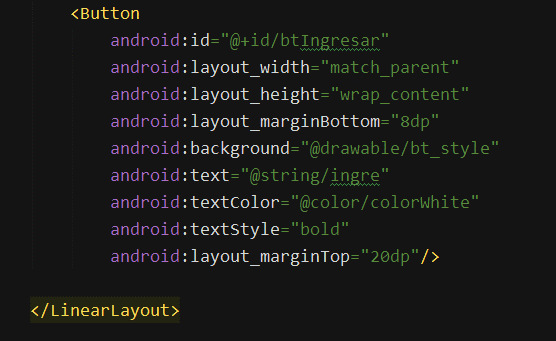 <Button
android:id="@+id/btIngresar"
android:layout_width="match_parent"
android:layout_height="wrap_content"
android:layout_marginBottom="8dp"
android:background="@drawable/bt_style"
android:text="@string/ingre"
android:textColor="@color/colorWhite"
android:textStyle="bold"
android:layout_marginTop="20dp"/>
</LinearLayout>